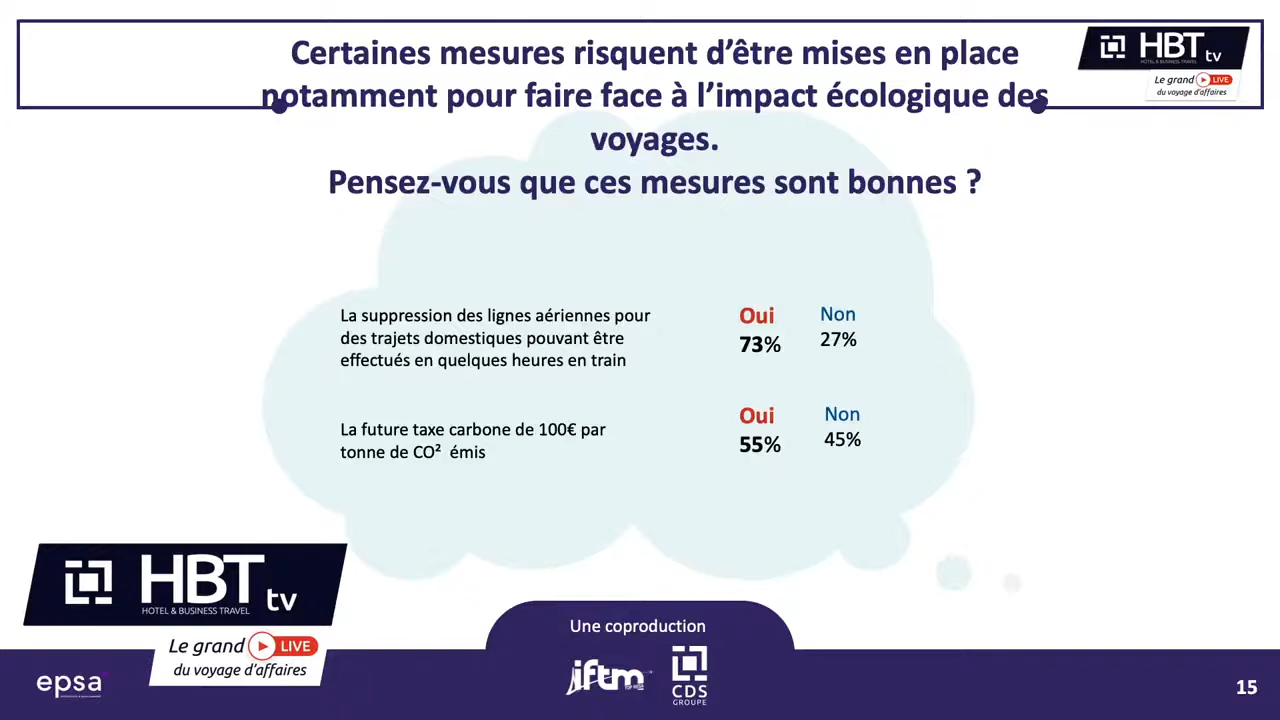 Certaines mesures risquent d’être mises en place
notamment pour faire face à l’impact écologique des
voyages.
Pensez-vous que ces mesures sont bonnes ?
HBT tv
HOTEL & BUSINESS TRAVEL
Le grand LIVE
du voyage d’affaires
La suppression des lignes aériennes pour
des trajets domestiques pouvant être
effectués en quelques heures en train
Oui
73%
Non
27%
La future taxe carbone de 100€ par
tonne de CO² émis
Oui
55%
Non
45%
HBT tv
HOTEL & BUSINESS TRAVEL
Le grand LIVE
du voyage d’affaires
epsa
Une coproduction
iftm
CDS
GROUPE
15